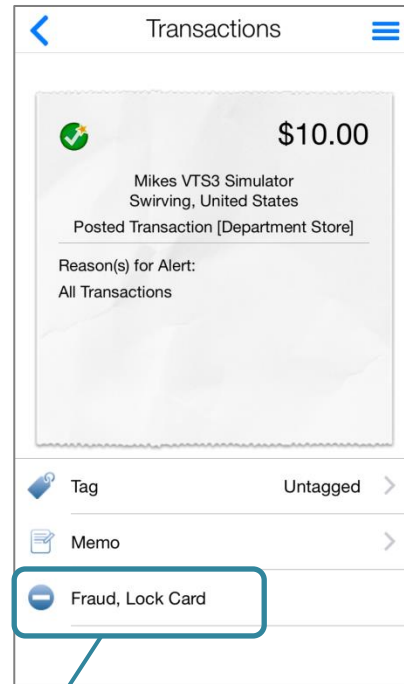 Transactions
$10.00
Mikes VTS3 Simulator
Swirving, United States
Posted Transaction [Department Store]
Reason(s) for Alert:
All Transactions
Tag Untagged
Memo
Fraud, Lock Card